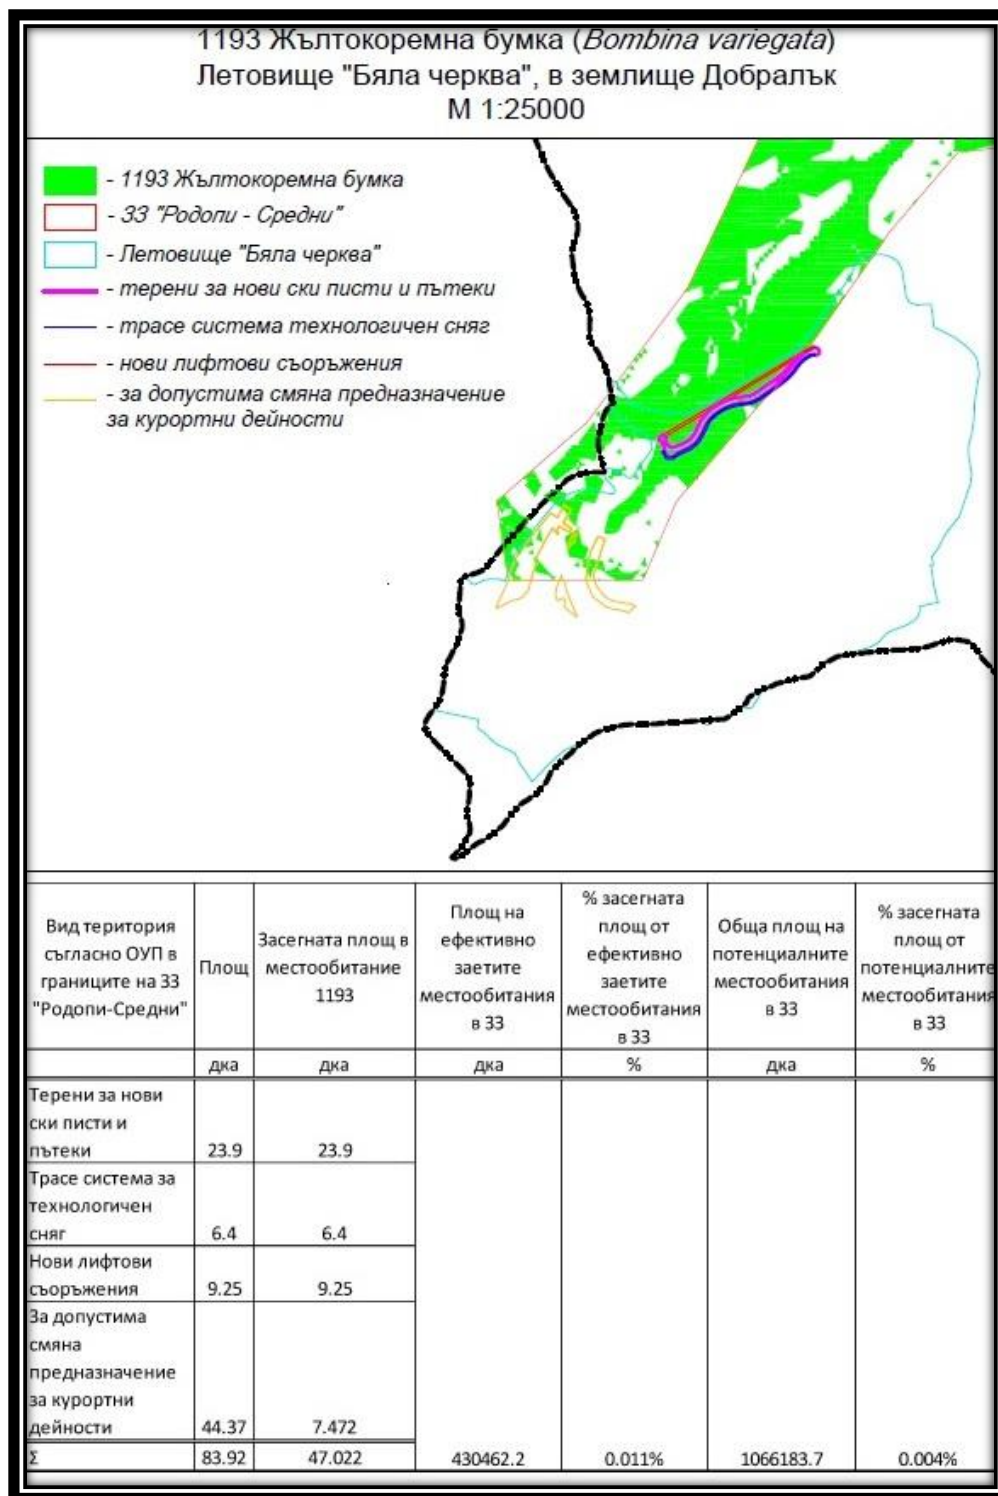 1193 Жълтокоремна бумка (Bombina variegata)
Летовище "Бяла черква", в землище Добралък
М 1:25000
- 1193 Жълтокоремна бумка
- ЗЗ "Родопи - Средни"
- Летовище "Бяла черква"
- терени за нови ски писти и пътеки
- трасе система технологичен сняг
- нови лифтови съоръжения
- за допустима смяна предназначение
за курортни дейности
Вид територия
съгласно ОУП в
границите на ЗЗ
"Родопи-Средни"
Площ
Засегната площ в
местообитание
1193
Площ на
ефективно
заетите
местообитания
в ЗЗ
% засегната
площ от
ефективно
заетите
местообитания
в ЗЗ
Обща площ на
потенциалните
местообитания
в ЗЗ
% засегната
площ от
потенциалните
местообитания
в ЗЗ
дка дка дка % дка %
Терени за нови
ски писти и
пътеки 23.9 23.9
Трасе система за
технологичен
сняг 6.4 6.4
Нови лифтови
съоръжения 9.25 9.25
За допустима
смяна
предназначение
за курортни
дейности 44.37 7.472
Σ 83.92 47.022 430462.2 0.011% 1066183.7 0.004%